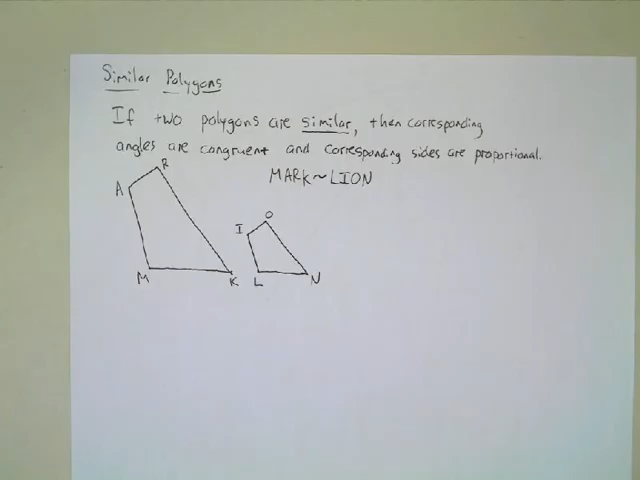 Similar Polygons
If two polygons are similar, then corresponding
angles are congruent and corresponding sides are proportional.
MARK~LION
R
A
O
I
M
K
L
N